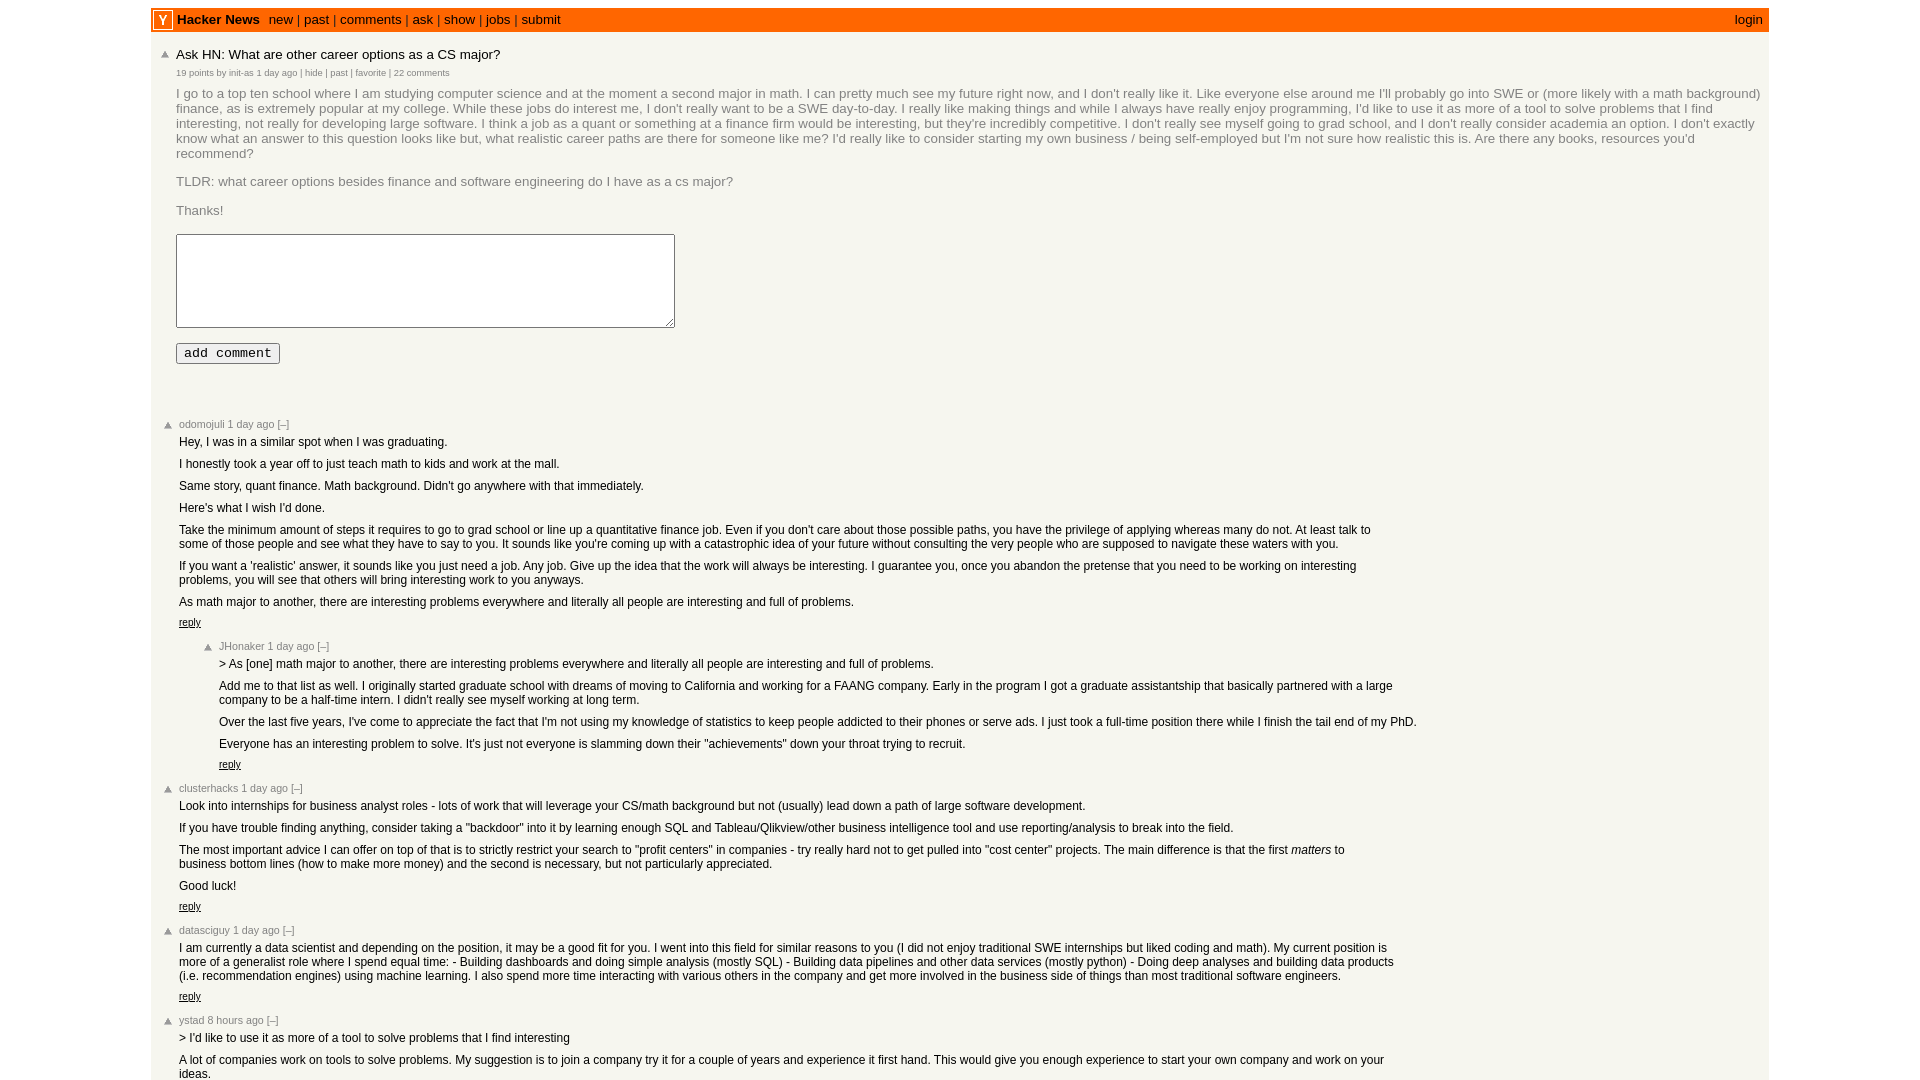 Y Hacker News new | past | comments | ask | show | jobs | submit login
Ask HN: What are other career options as a CS major?
19 points by init-as 1 day ago | hide | past | favorite | 22 comments
I go to a top ten school where I am studying computer science and at the moment a second major in math. I can pretty much see my future right now, and I don't really like it. Like everyone else around me I'll probably go into SWE or (more likely with a math background)
finance, as is extremely popular at my college. While these jobs do interest me, I don't really want to be a SWE day-to-day. I really like making things and while I always have really enjoy programming, I'd like to use it as more of a tool to solve problems that I find
interesting, not really for developing large software. I think a job as a quant or something at a finance firm would be interesting, but they're incredibly competitive. I don't really see myself going to grad school, and I don't really consider academia an option. I don't exactly
know what an answer to this question looks like but, what realistic career paths are there for someone like me? I'd really like to consider starting my own business / being self-employed but I'm not sure how realistic this is. Are there any books, resources you'd
recommend?
TLDR: what career options besides finance and software engineering do I have as a cs major?
Thanks!
add comment
odomojuli 1 day ago [–]
Hey, I was in a similar spot when I was graduating.
I honestly took a year off to just teach math to kids and work at the mall.
Same story, quant finance. Math background. Didn't go anywhere with that immediately.
Here's what I wish I'd done.
Take the minimum amount of steps it requires to go to grad school or line up a quantitative finance job. Even if you don't care about those possible paths, you have the privilege of applying whereas many do not. At least talk to
some of those people and see what they have to say to you. It sounds like you're coming up with a catastrophic idea of your future without consulting the very people who are supposed to navigate these waters with you.
If you want a 'realistic' answer, it sounds like you just need a job. Any job. Give up the idea that the work will always be interesting. I guarantee you, once you abandon the pretense that you need to be working on interesting
problems, you will see that others will bring interesting work to you anyways.
As math major to another, there are interesting problems everywhere and literally all people are interesting and full of problems.
reply
JHonaker 1 day ago [–]
> As [one] math major to another, there are interesting problems everywhere and literally all people are interesting and full of problems.
Add me to that list as well. I originally started graduate school with dreams of moving to California and working for a FAANG company. Early in the program I got a graduate assistantship that basically partnered with a large
company to be a half-time intern. I didn't really see myself working at long term.
Over the last five years, I've come to appreciate the fact that I'm not using my knowledge of statistics to keep people addicted to their phones or serve ads. I just took a full-time position there while I finish the tail end of my PhD.
Everyone has an interesting problem to solve. It's just not everyone is slamming down their "achievements" down your throat trying to recruit.
reply
clusterhacks 1 day ago [–]
Look into internships for business analyst roles - lots of work that will leverage your CS/math background but not (usually) lead down a path of large software development.
If you have trouble finding anything, consider taking a "backdoor" into it by learning enough SQL and Tableau/Qlikview/other business intelligence tool and use reporting/analysis to break into the field.
The most important advice I can offer on top of that is to strictly restrict your search to "profit centers" in companies - try really hard not to get pulled into "cost center" projects. The main difference is that the first matters to
business bottom lines (how to make more money) and the second is necessary, but not particularly appreciated.
Good luck!
reply
datasciguy 1 day ago [–]
I am currently a data scientist and depending on the position, it may be a good fit for you. I went into this field for similar reasons to you (I did not enjoy traditional SWE internships but liked coding and math). My current position is
more of a generalist role where I spend equal time: - Building dashboards and doing simple analysis (mostly SQL) - Building data pipelines and other data services (mostly python) - Doing deep analyses and building data products
(i.e. recommendation engines) using machine learning. I also spend more time interacting with various others in the company and get more involved in the business side of things than most traditional software engineers.
reply
ystad 8 hours ago [–]
> I'd like to use it as more of a tool to solve problems that I find interesting
A lot of companies work on tools to solve problems. My suggestion is to join a company try it for a couple of years and experience it first hand. This would give you enough experience to start your own company and work on your
ideas.